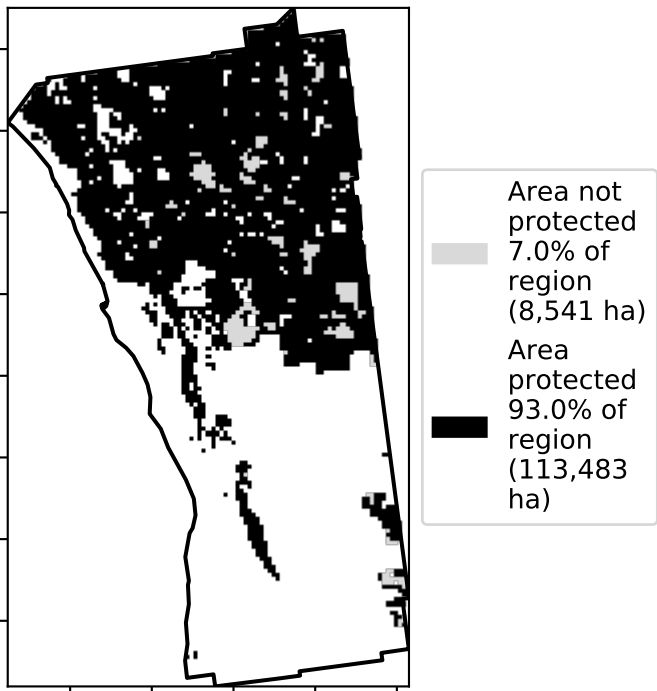 Area not
protected
7.0% of
region
(8,541 ha)
Area
protected
93.0% of
region
(113,483
ha)